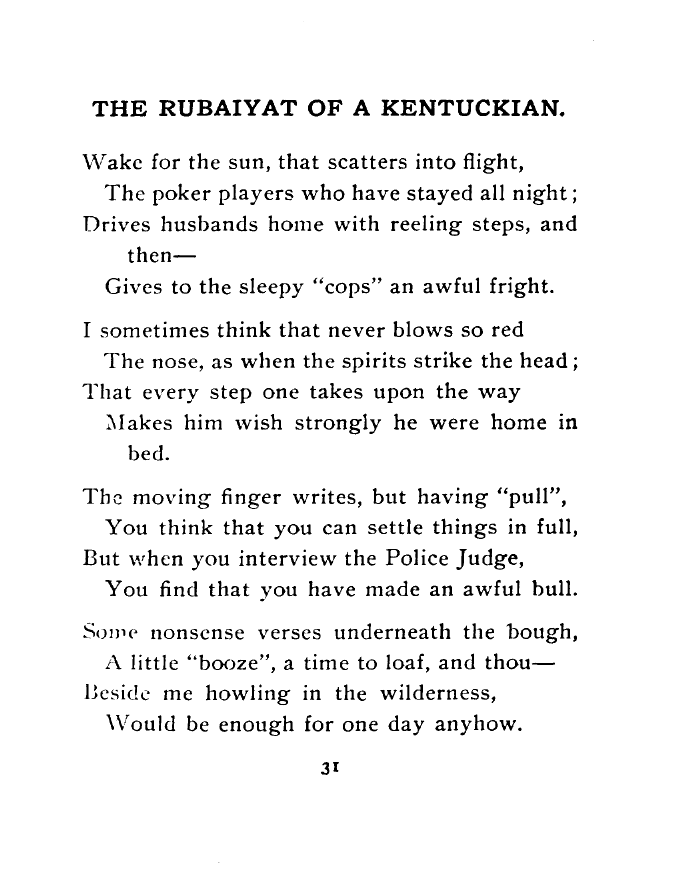 THE RUBAIYAT OF A KENTUCKIAN.
Wake for the sun, that scatters into flight,
The poker players who have stayed all night;
Drives husbands home with reeling steps, and
then—
Gives to the sleepy “cops” an awful fright.
I sometimes think that never blows so red
The nose, as when the spirits strike the head;
That every step one takes upon the way
Makes him wish strongly he were home in
bed.
The moving finger writes, but having “pull”,
You think that you can settle things in full,
But when you interview the Police Judge,
You find that you have made an awful bull.
Some nonsense verses underneath the bough,
A little “booze”, a time to loaf, and thou—
Beside me howling in the wilderness,
Would be enough for one day anyhow.
31